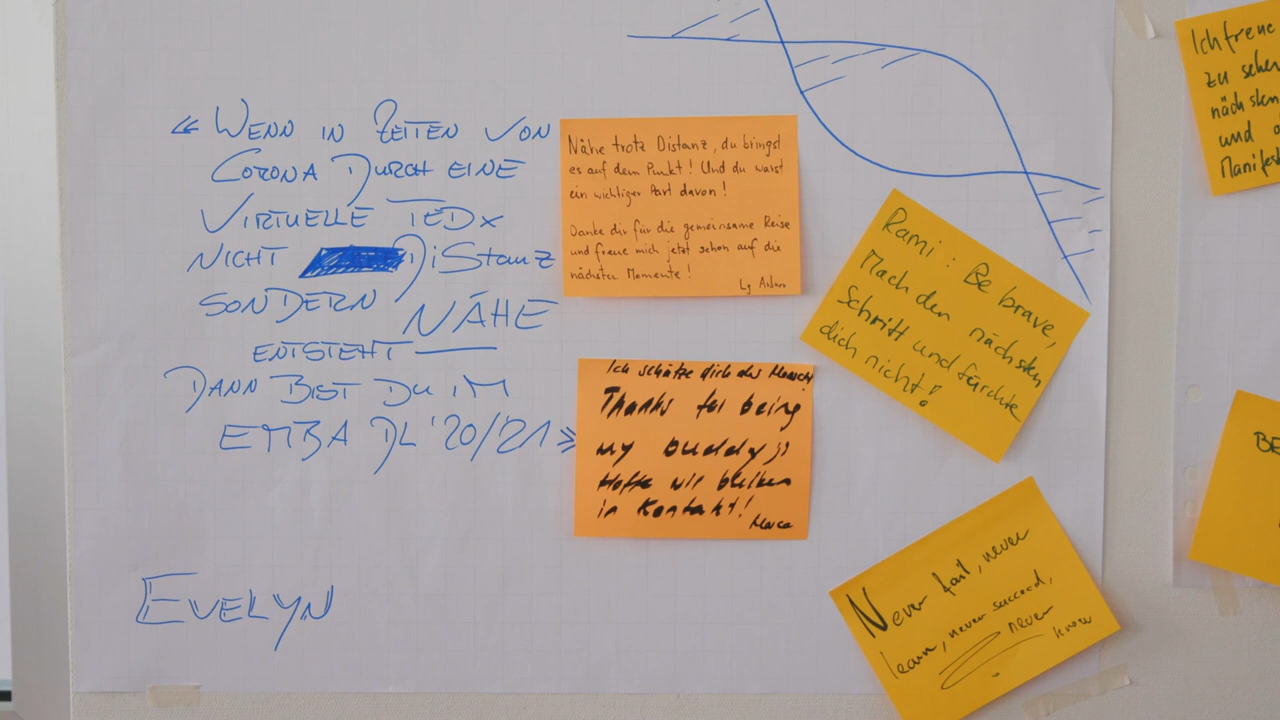 « WENN IN ZEITEN VON
CORONA DURCH EINE
VIRTUELLE TEDx
NICHT DiStanz
SONDERN NÄHE
ENTSTEHT —
DANN BIST DU IM
EMBA DL '20/'21 »
EVELYN
Nähe trotz Distanz, du bringst
es auf dem Punkt! Und du warst
ein wichtiger Part davon!
Danke dir für die gemeinsame Reise
und freue mich jetzt schon auf die
nächsten Momente!
Lg
Ich schätze dich als Mensch!
Thanks for being
my buddy;)
Hoffe wir bleiben
in Kontakt!
Marco
Rami: Be brave,
Mach den nächsten
Schritt und fürchte
dich nicht!
Never fail, never
learn, never succeed,
never
know
Ich freue
zu sehen
nächsten
und
Manifest
BE